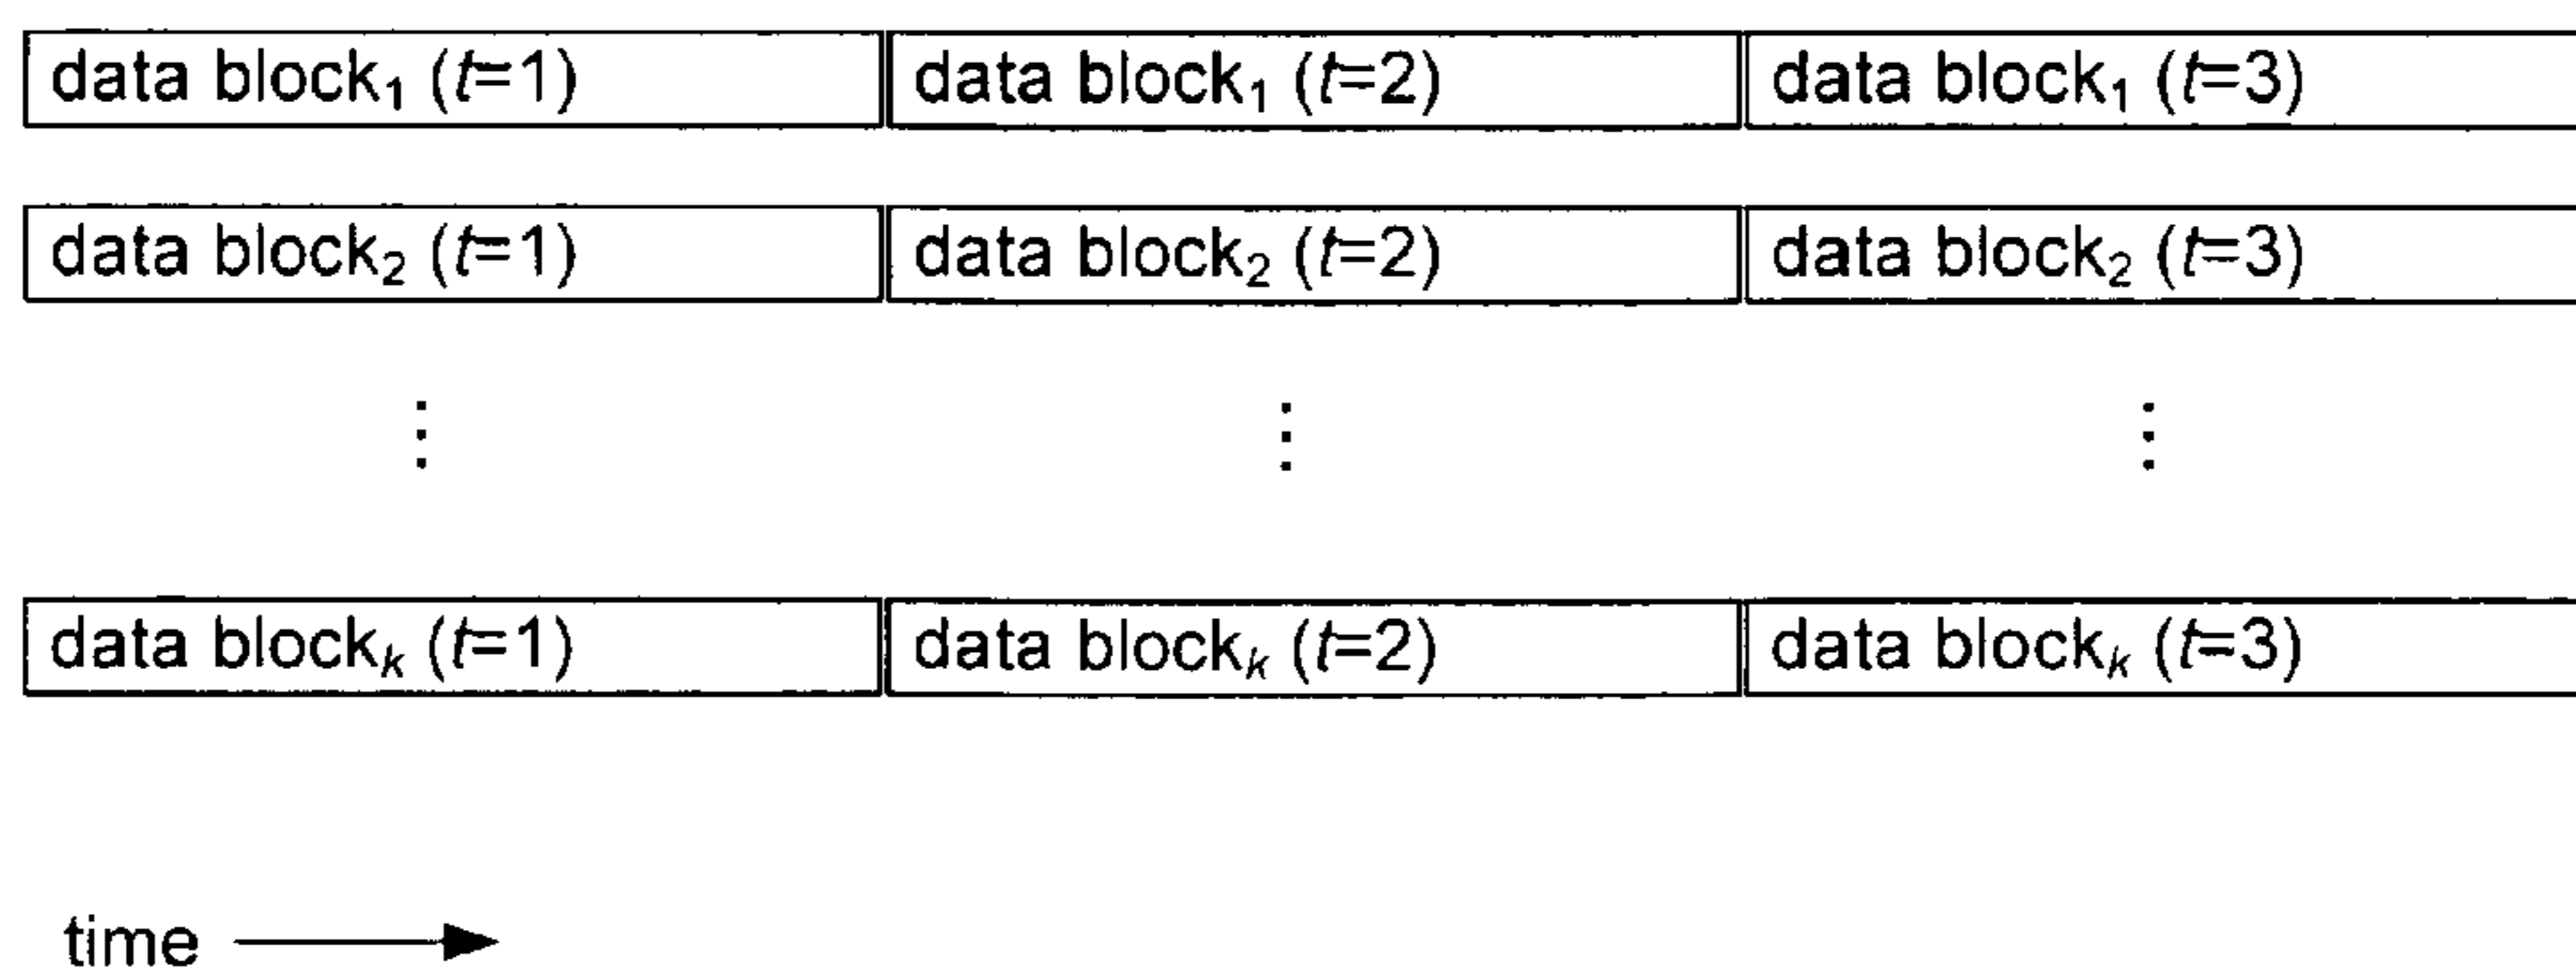 data block₁ (t=1) data block₁ (t=2) data block₁ (t=3)
data block₂ (t=1) data block₂ (t=2) data block₂ (t=3)
⋮ ⋮ ⋮
data blockₖ (t=1) data blockₖ (t=2) data blockₖ (t=3)
time